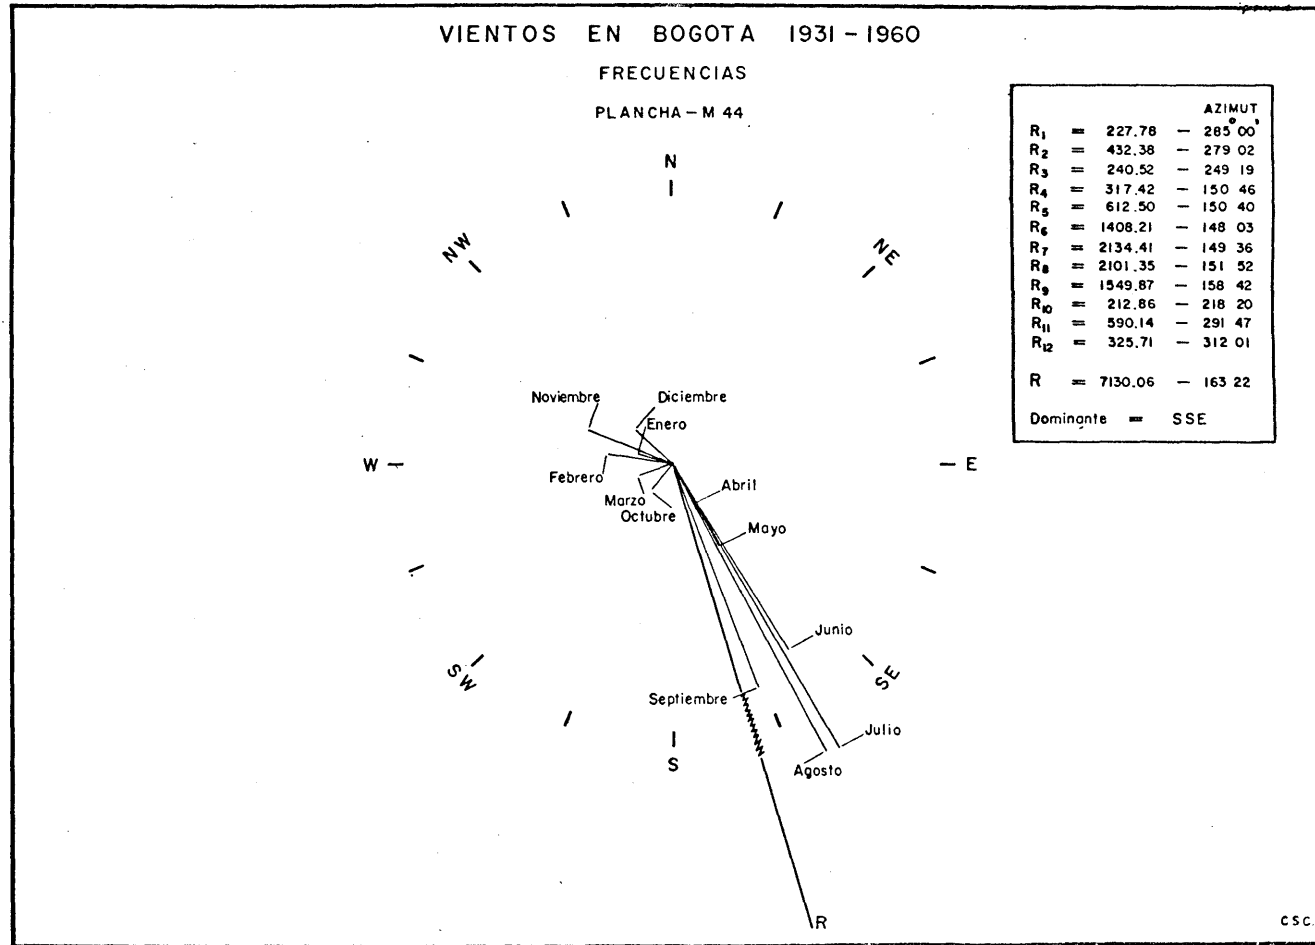 VIENTOS EN BOGOTA 1931-1960
FRECUENCIAS
PLANCHA-M 44
AZIMUT
R1 = 227.78 - 285°00'
R2 = 432.38 - 279 02
R3 = 240.52 - 249 19
R4 = 317.42 - 150 46
R5 = 612.50 - 150 40
R6 = 1408.21 - 148 03
R7 = 2134.41 - 149 36
R8 = 2101.35 - 151 52
R9 = 1549.87 - 158 42
R10 = 212.86 - 218 20
R11 = 590.14 - 291 47
R12 = 325.71 - 312 01
R = 7130.06 - 163 22
Dominante = SSE
N
NW
NE
Noviembre
Diciembre
Enero
W
E
Febrero
Marzo
Octubre
Abril
Mayo
Junio
SW
SE
Septiembre
Julio
S
Agosto
R
CSC.